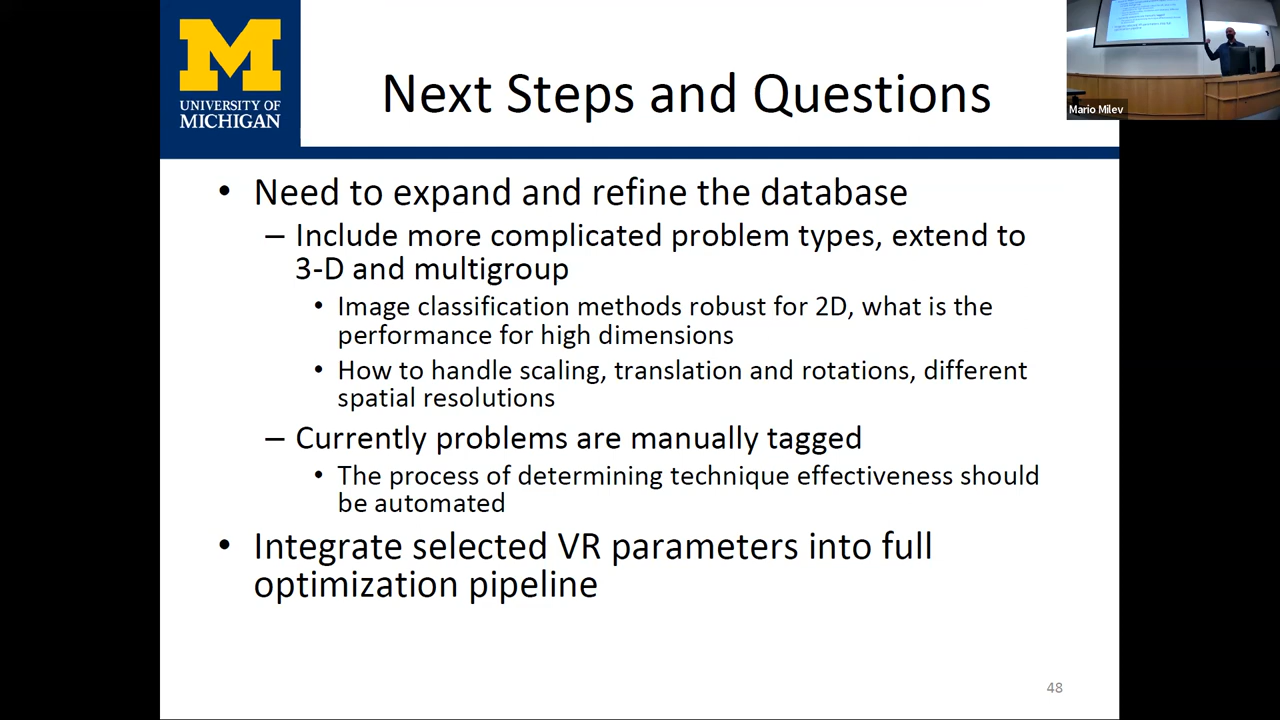 UNIVERSITY OF
MICHIGAN
Next Steps and Questions
Mario Milev
• Need to expand and refine the database
– Include more complicated problem types, extend to
3-D and multigroup
• Image classification methods robust for 2D, what is the
performance for high dimensions
• How to handle scaling, translation and rotations, different
spatial resolutions
– Currently problems are manually tagged
• The process of determining technique effectiveness should
be automated
• Integrate selected VR parameters into full
optimization pipeline
48